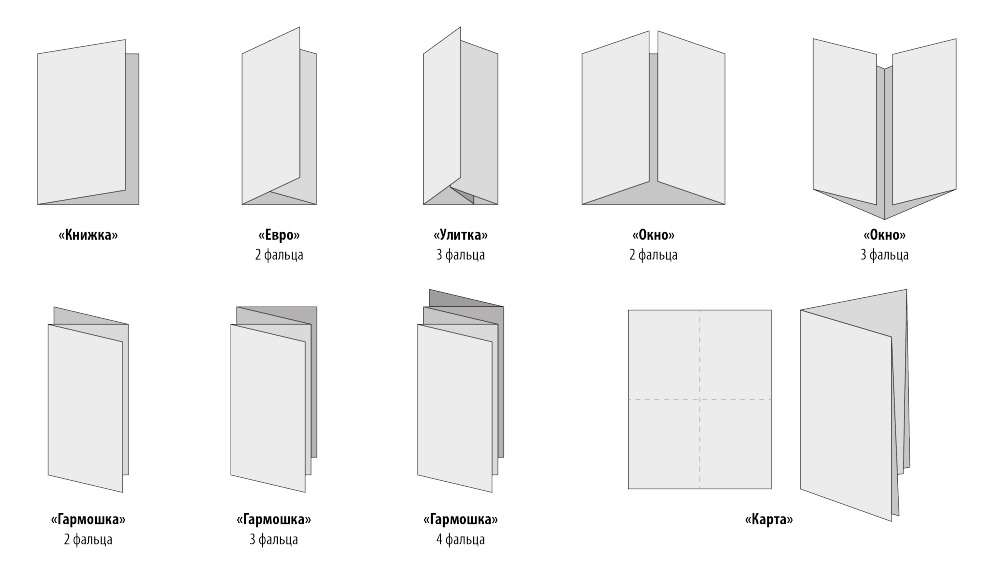 «Книжка»
«Евро»
2 фальца
«Улитка»
3 фальца
«Окно»
2 фальца
«Окно»
3 фальца
«Гармошка»
2 фальца
«Гармошка»
3 фальца
«Гармошка»
4 фальца
«Карта»